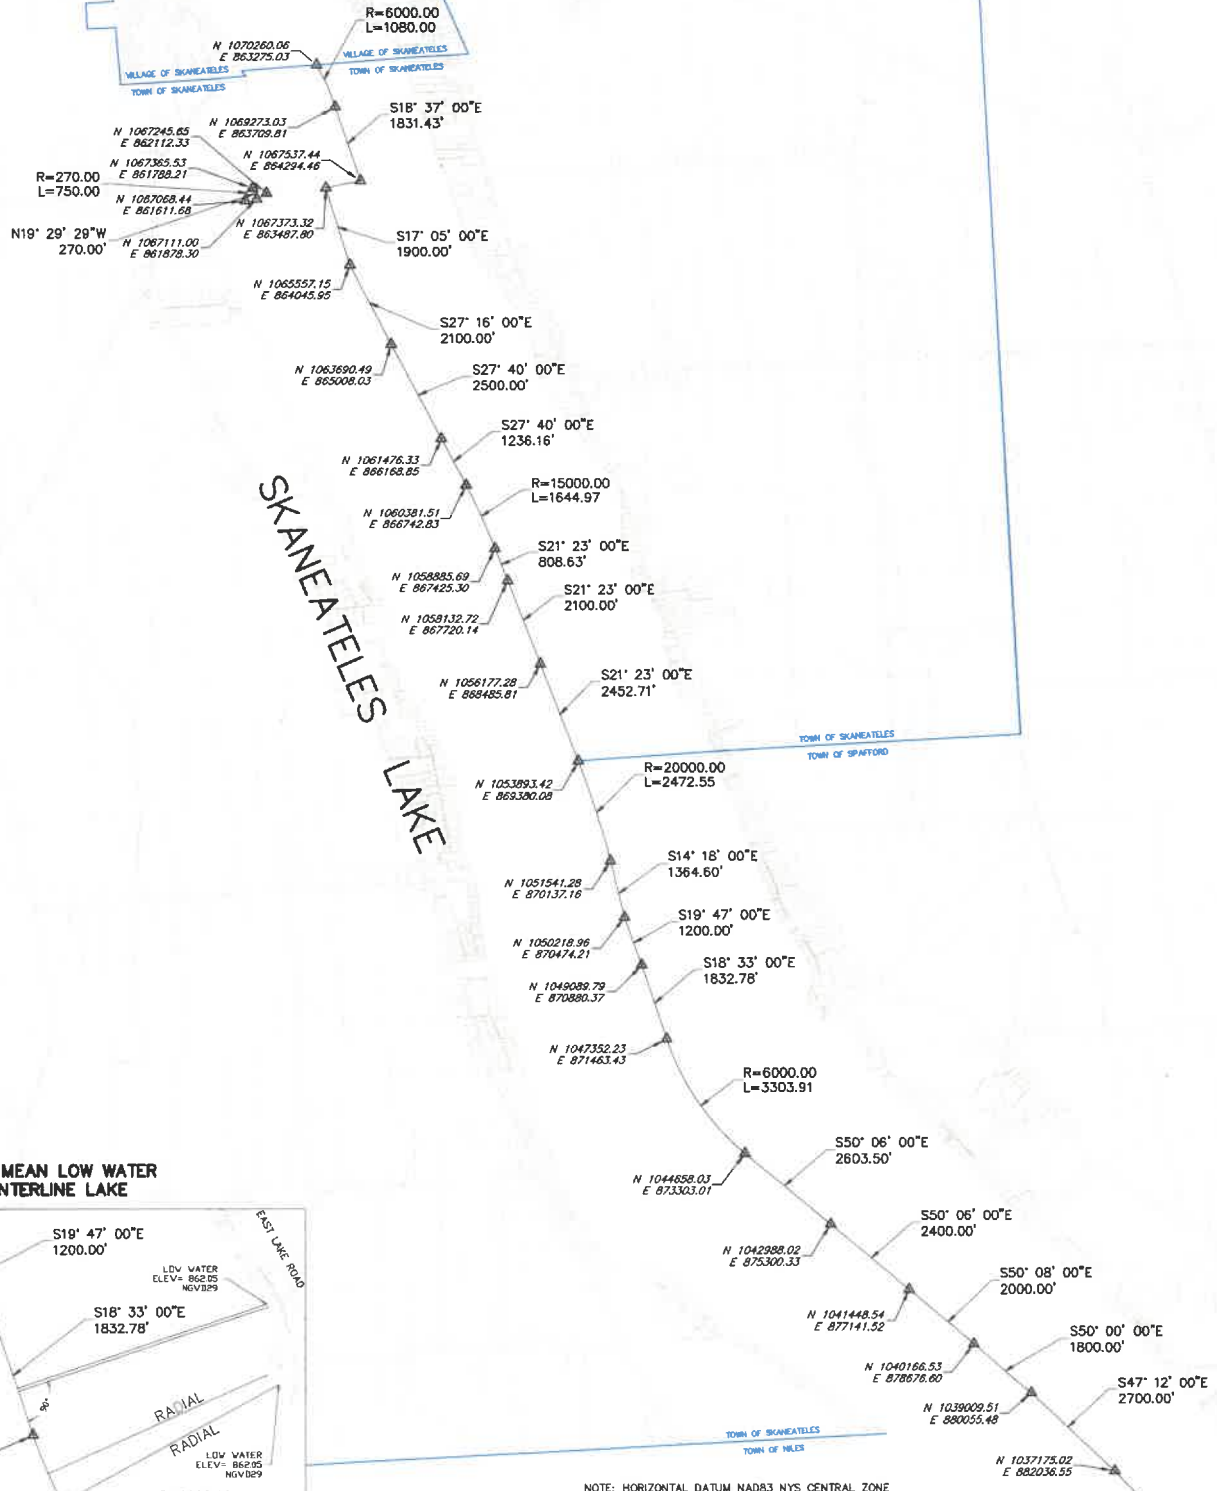 R=6000.00
L=1080.00
N 1070260.06
E 863275.03
VILLAGE OF SKANEATELES
TOWN OF SKANEATELES
VILLAGE OF SKANEATELES
TOWN OF SKANEATELES
N 1069273.03
E 863709.81
S18° 37' 00"E
1831.43'
N 1067245.65
E 862112.33
N 1067537.44
E 864294.46
N 1067365.53
E 861788.21
R=270.00
L=750.00
N 1067068.44
E 861611.68
N19° 29' 29"W
270.00'
N 1067111.00
E 861878.30
N 1067373.32
E 863487.80
S17° 05' 00"E
1900.00'
N 1065557.15
E 864045.95
S27° 16' 00"E
2100.00'
N 1063690.49
E 865008.03
S27° 40' 00"E
2500.00'
S27° 40' 00"E
1236.16'
N 1061476.33
E 866168.85
R=15000.00
L=1644.97
N 1060381.51
E 866742.83
S21° 23' 00"E
808.63'
N 1058885.69
E 867425.30
S21° 23' 00"E
2100.00'
N 1058132.72
E 867720.14
SKANEATELES
LAKE
S21° 23' 00"E
2452.71'
N 1056177.28
E 868485.81
TOWN OF SKANEATELES
TOWN OF SPAFFORD
R=20000.00
L=2472.55
N 1053893.42
E 869380.08
S14° 18' 00"E
1364.60'
N 1051541.28
E 870137.16
S19° 47' 00"E
1200.00'
N 1050218.96
E 870474.21
S18° 33' 00"E
1832.78'
N 1049089.79
E 870880.37
N 1047352.23
E 871463.43
R=6000.00
L=3303.91
S50° 06' 00"E
2603.50'
N 1044658.03
E 873303.01
S50° 06' 00"E
2400.00'
N 1042988.02
E 875300.33
S50° 08' 00"E
2000.00'
N 1041448.54
E 877141.52
S50° 00' 00"E
1800.00'
N 1040166.53
E 878676.60
S47° 12' 00"E
2700.00'
N 1039009.51
E 880055.48
N 1037175.02
E 882036.55
MEAN LOW WATER
NTERLINE LAKE
S19° 47' 00"E
1200.00'
EAST LAKE ROAD
LOW WATER
ELEV= 862.05
NGVD29
S18° 33' 00"E
1832.78'
90°
RADIAL
RADIAL
LOW WATER
ELEV= 862.05
NGVD29
TOWN OF SKANEATELES
TOWN OF NILES
NOTE: HORIZONTAL DATUM NAD83 NYS CENTRAL ZONE